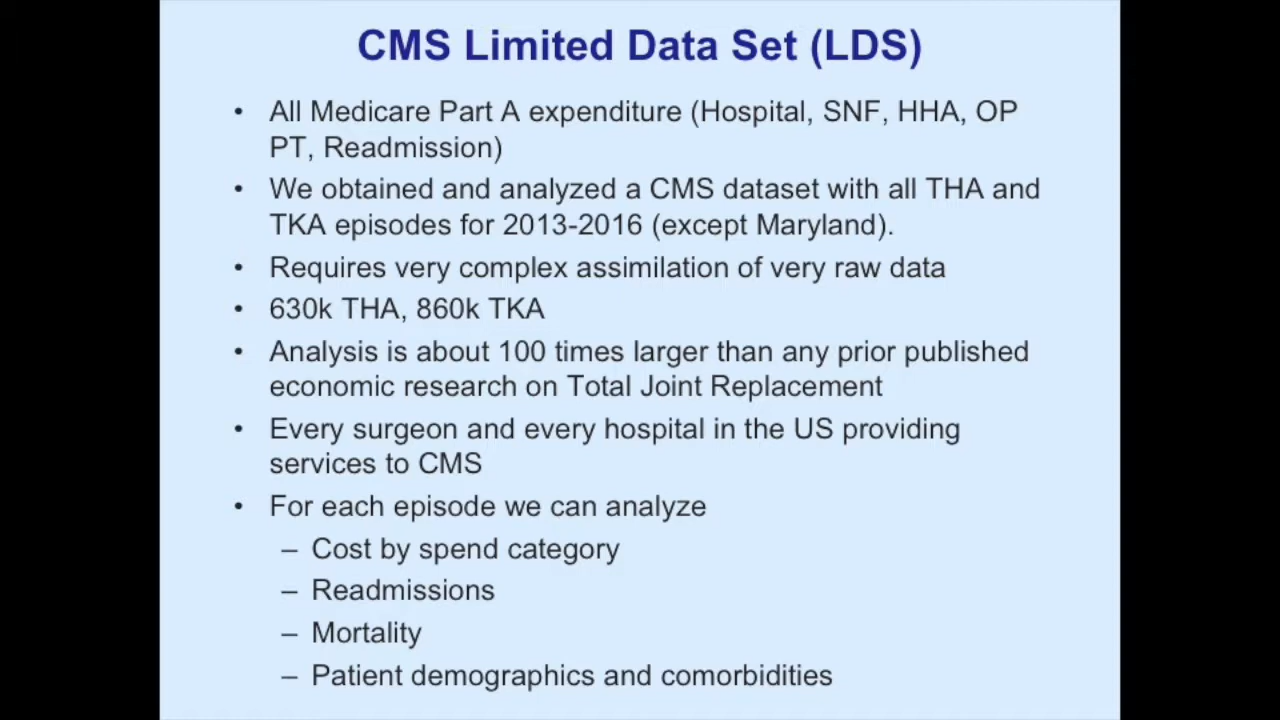 CMS Limited Data Set (LDS)
• All Medicare Part A expenditure (Hospital, SNF, HHA, OP
PT, Readmission)
• We obtained and analyzed a CMS dataset with all THA and
TKA episodes for 2013-2016 (except Maryland).
• Requires very complex assimilation of very raw data
• 630k THA, 860k TKA
• Analysis is about 100 times larger than any prior published
economic research on Total Joint Replacement
• Every surgeon and every hospital in the US providing
services to CMS
• For each episode we can analyze
– Cost by spend category
– Readmissions
– Mortality
– Patient demographics and comorbidities